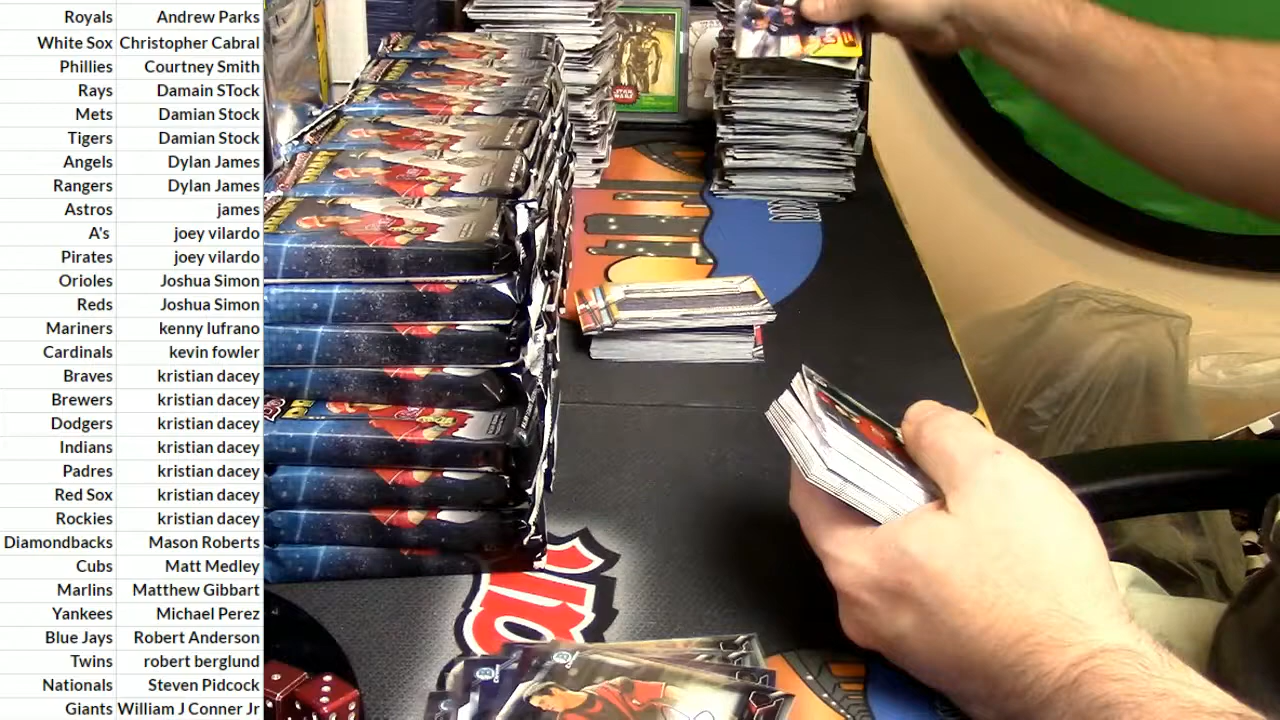 Royals Andrew Parks
White Sox Christopher Cabral
Phillies Courtney Smith
Rays Damain STock
Mets Damian Stock
Tigers Damian Stock
Angels Dylan James
Rangers Dylan James
Astros james
A's joey vilardo
Pirates joey vilardo
Orioles Joshua Simon
Reds Joshua Simon
Mariners kenny lufrano
Cardinals kevin fowler
Braves kristian dacey
Brewers kristian dacey
Dodgers kristian dacey
Indians kristian dacey
Padres kristian dacey
Red Sox kristian dacey
Rockies kristian dacey
Diamondbacks Mason Roberts
Cubs Matt Medley
Marlins Matthew Gibbart
Yankees Michael Perez
Blue Jays Robert Anderson
Twins robert berglund
Nationals Steven Pidcock
Giants William J Conner Jr
STAR WARS